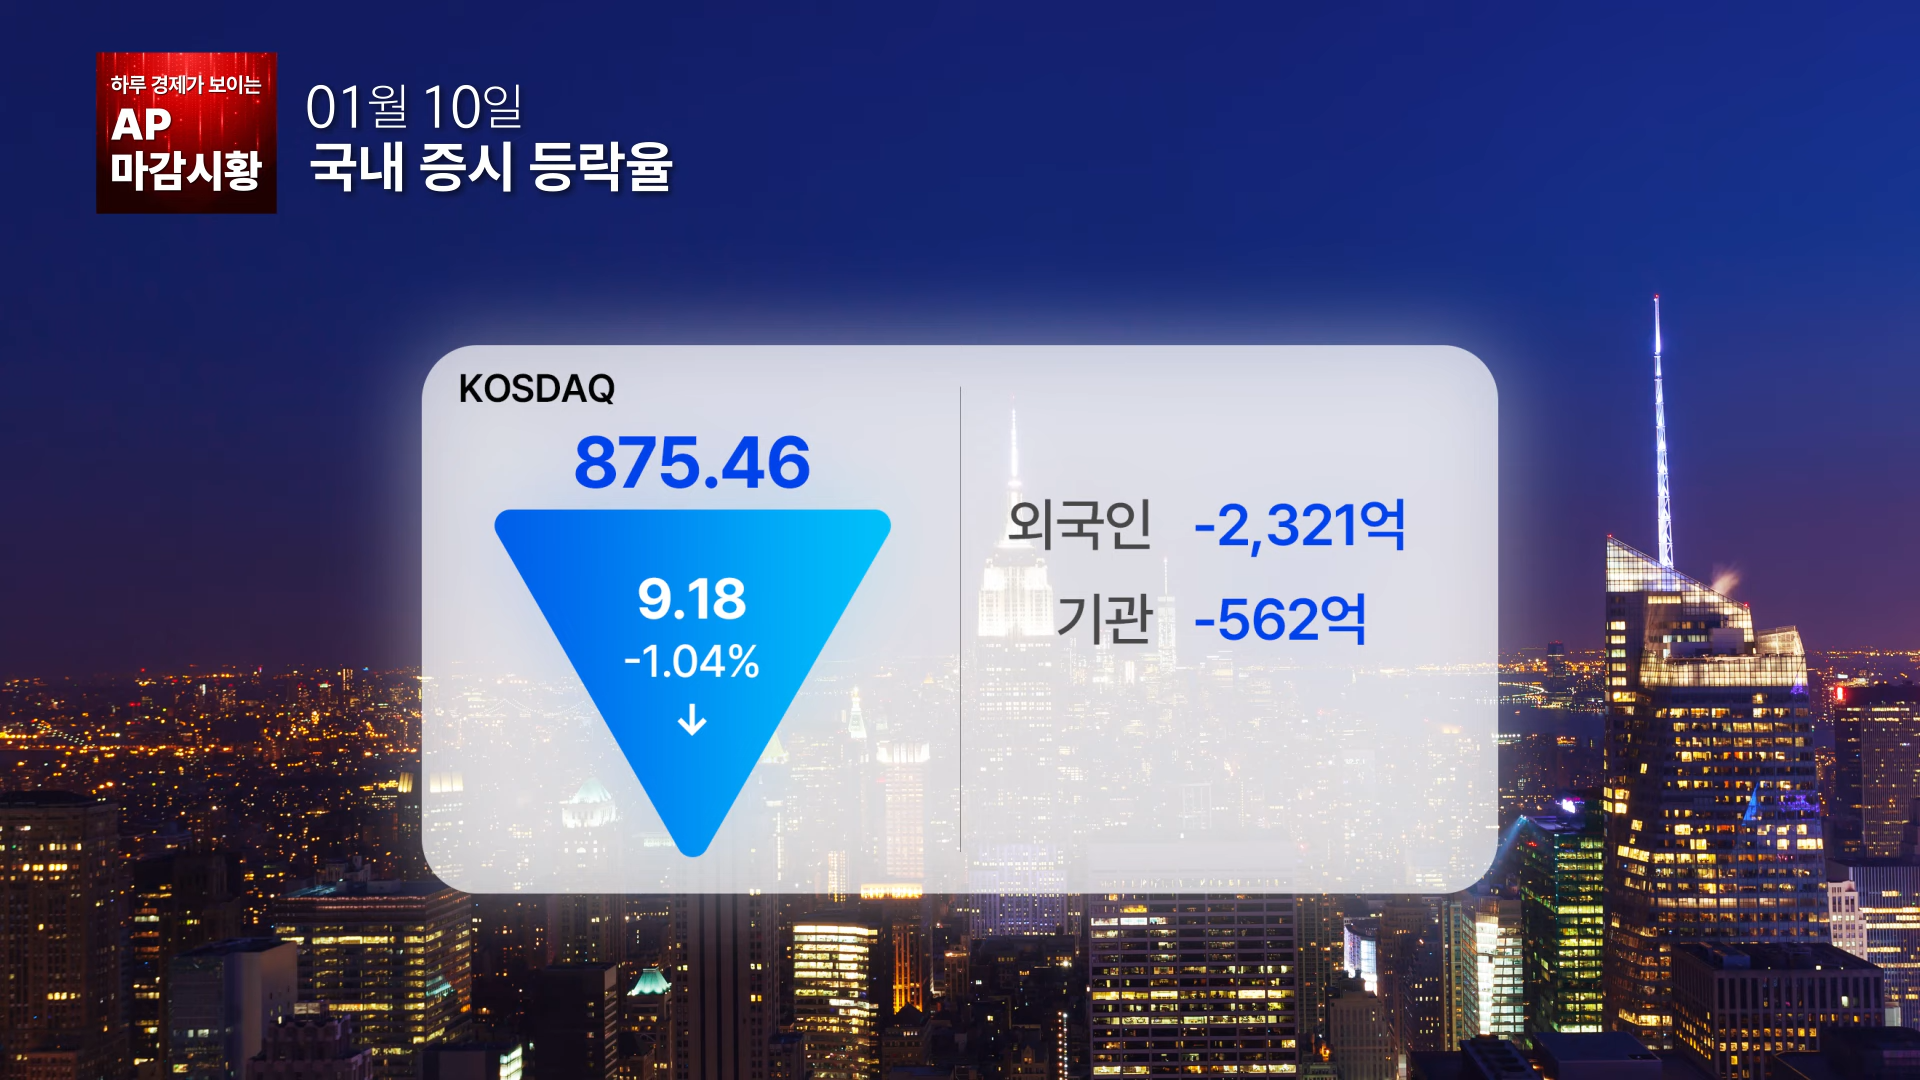 하루 경제가 보이는
AP
마감시황
01월 10일
국내 증시 등락율
KOSDAQ
875.46
9.18
-1.04%
↓
외국인 -2,321억
기관 -562억